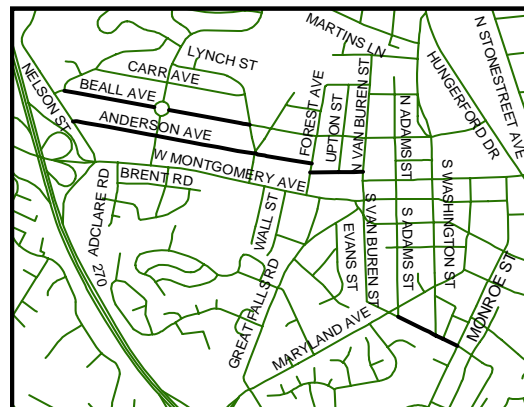 MARTINS LN
N STONESTREET AVE
LYNCH ST
HUNGERFORD DR
CARR AVE
NELSON ST
BEALL AVE
FOREST AVE
UPTON ST
N VAN BUREN ST
N ADAMS ST
ANDERSON AVE
W MONTGOMERY AVE
BRENT RD
ADCLARE RD
WALL ST
S VAN BUREN ST
S ADAMS ST
S WASHINGTON ST
EVANS ST
270
GREAT FALLS RD
MONROE ST
MARYLAND AVE